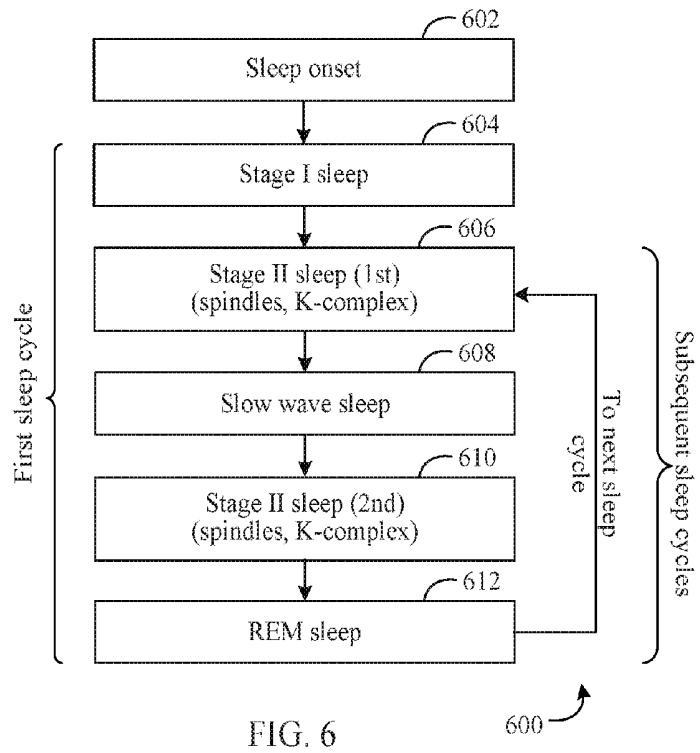 602
Sleep onset
604
Stage I sleep
606
Stage II sleep (1st)
(spindles, K-complex)
608
Slow wave sleep
610
Stage II sleep (2nd)
(spindles, K-complex)
612
REM sleep
First sleep cycle
To next sleep
cycle
Subsequent sleep cycles
600
FIG. 6